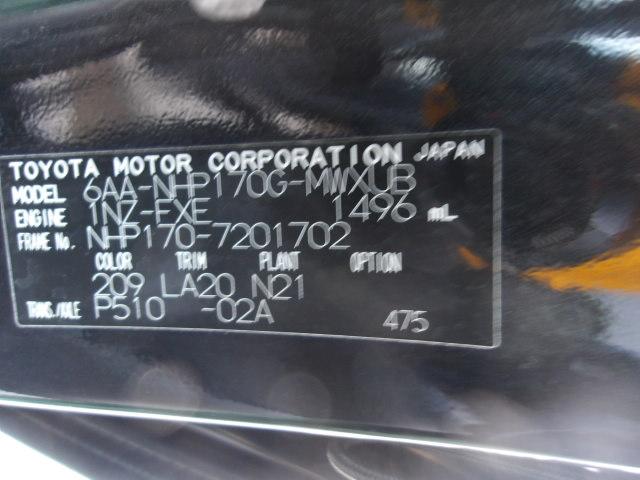 TOYOTA MOTOR CORPORATION JAPAN
MODEL 6AA-NHP170G-MWXUB
ENGINE 1NZ-FXE 1496 mL
FRAME No. NHP170-7201702
COLOR TRIM PLANT OPTION
209 LA20 N21
TRANS./AXLE P510 -02A 475